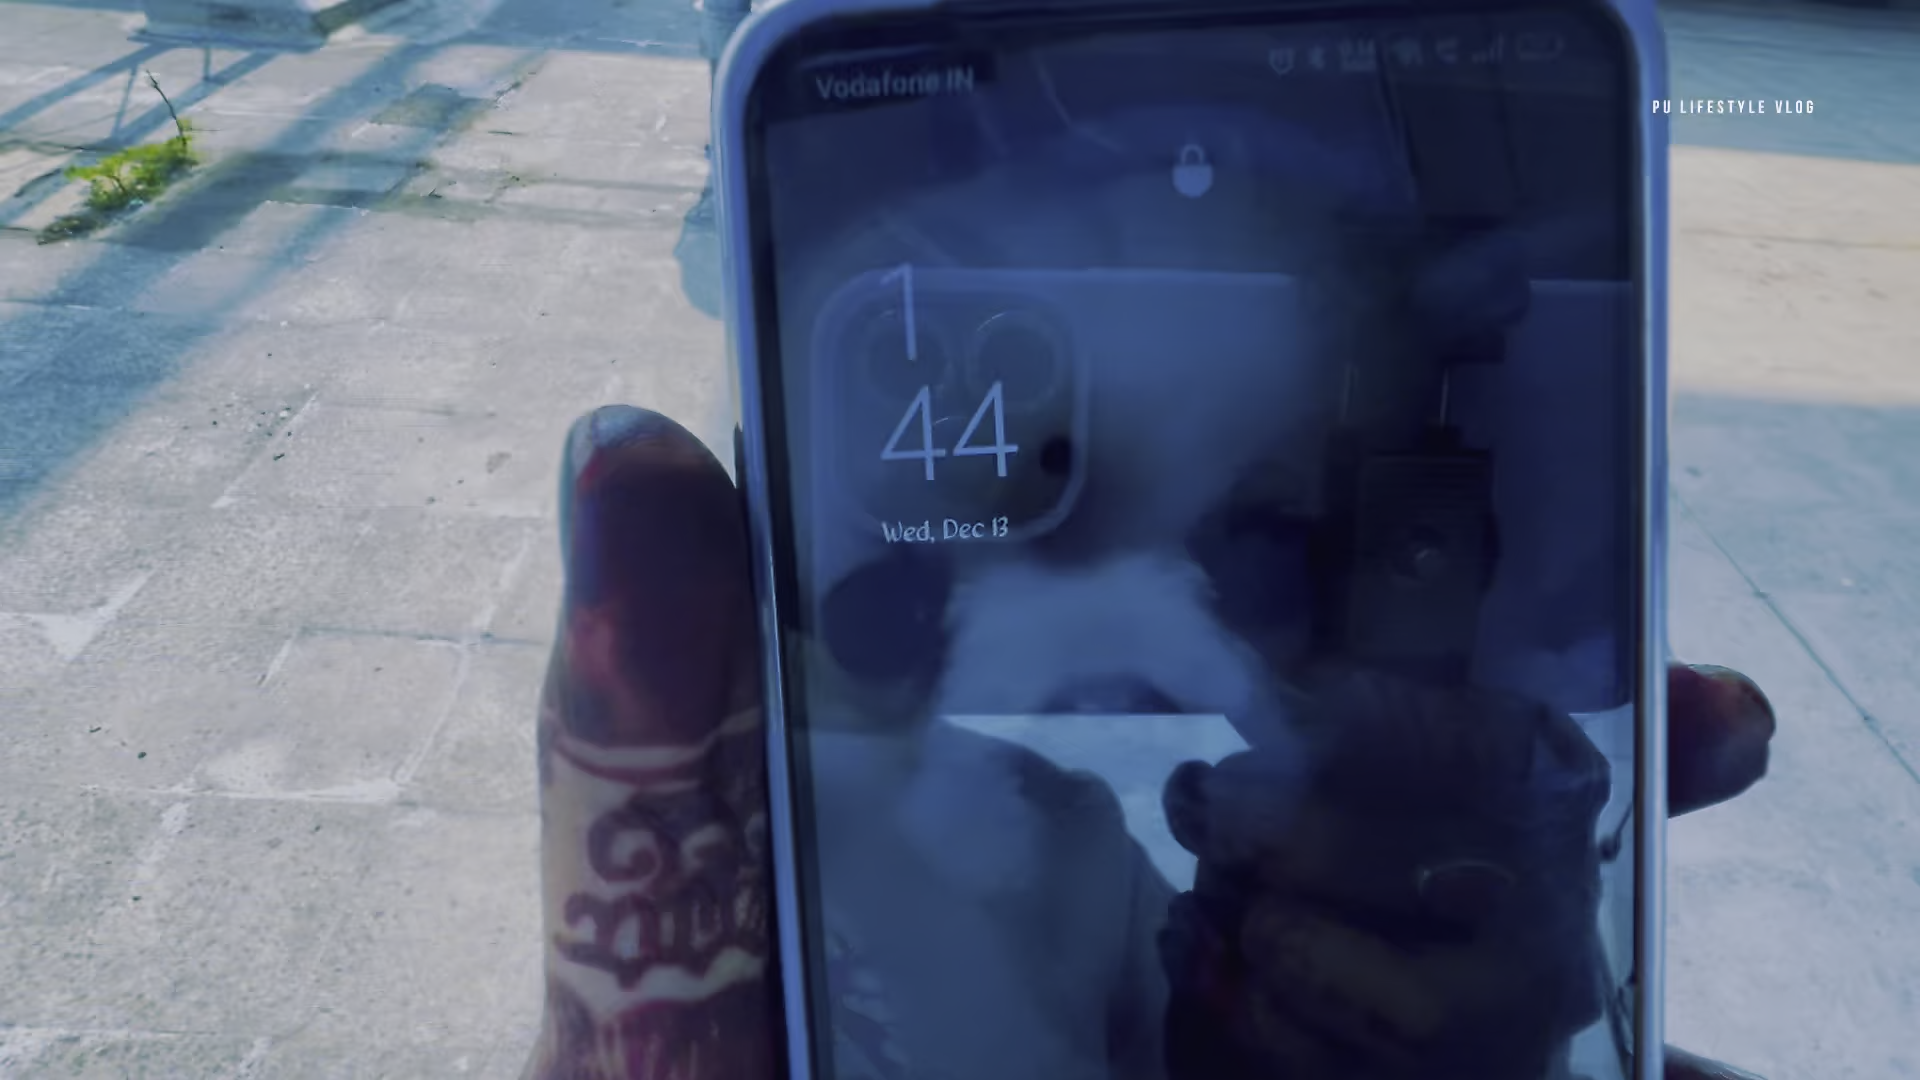 Vodafone IN
PU LIFESTYLE VLOG
1
44
Wed, Dec 13